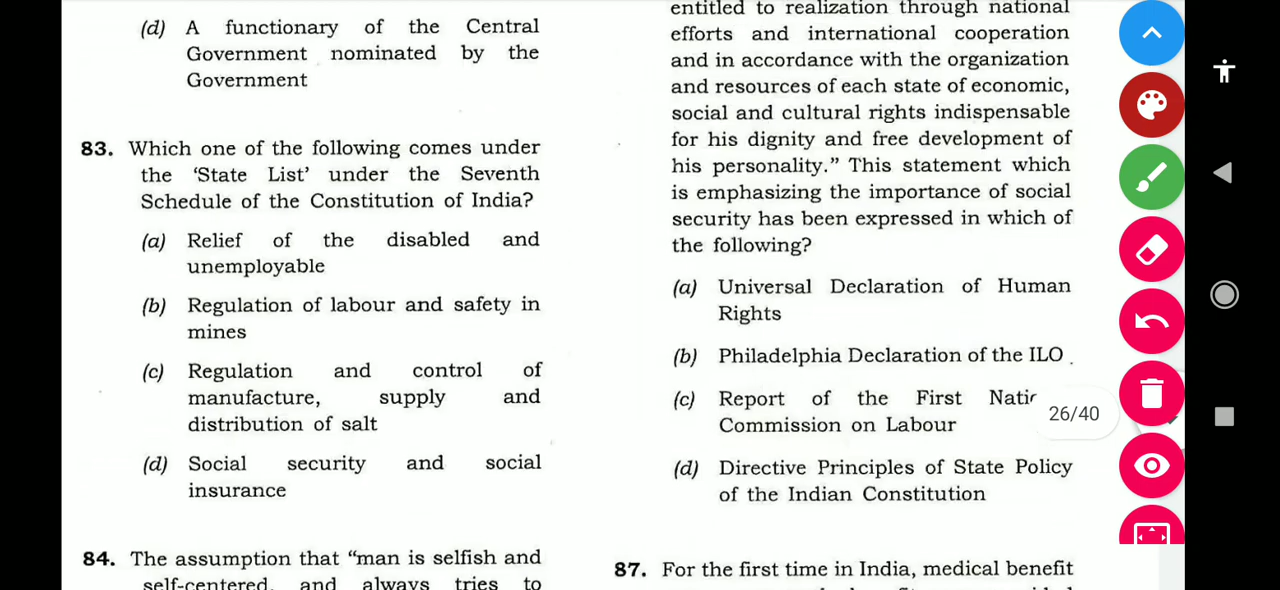 (d) A functionary of the Central
Government nominated by the
Government
83. Which one of the following comes under
the ‘State List’ under the Seventh
Schedule of the Constitution of India?
(a) Relief of the disabled and
unemployable
(b) Regulation of labour and safety in
mines
(c) Regulation and control of
manufacture, supply and
distribution of salt
(d) Social security and social
insurance
84. The assumption that “man is selfish and
self-centered, and always tries to
entitled to realization through national
efforts and international cooperation
and in accordance with the organization
and resources of each state of economic,
social and cultural rights indispensable
for his dignity and free development of
his personality.” This statement which
is emphasizing the importance of social
security has been expressed in which of
the following?
(a) Universal Declaration of Human
Rights
(b) Philadelphia Declaration of the ILO
(c) Report of the First
Commission on Labour
(d) Directive Principles of State Policy
of the Indian Constitution
87. For the first time in India, medical benefit
26/40